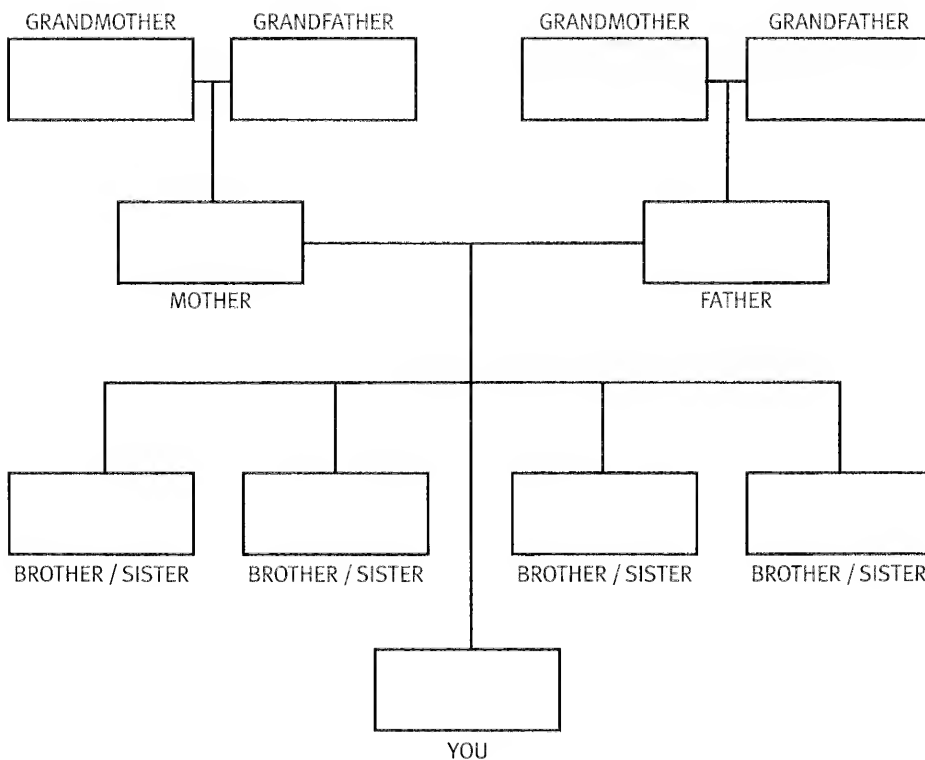 GRANDMOTHER GRANDFATHER GRANDMOTHER GRANDFATHER
MOTHER FATHER
BROTHER / SISTER BROTHER / SISTER BROTHER / SISTER BROTHER / SISTER
YOU